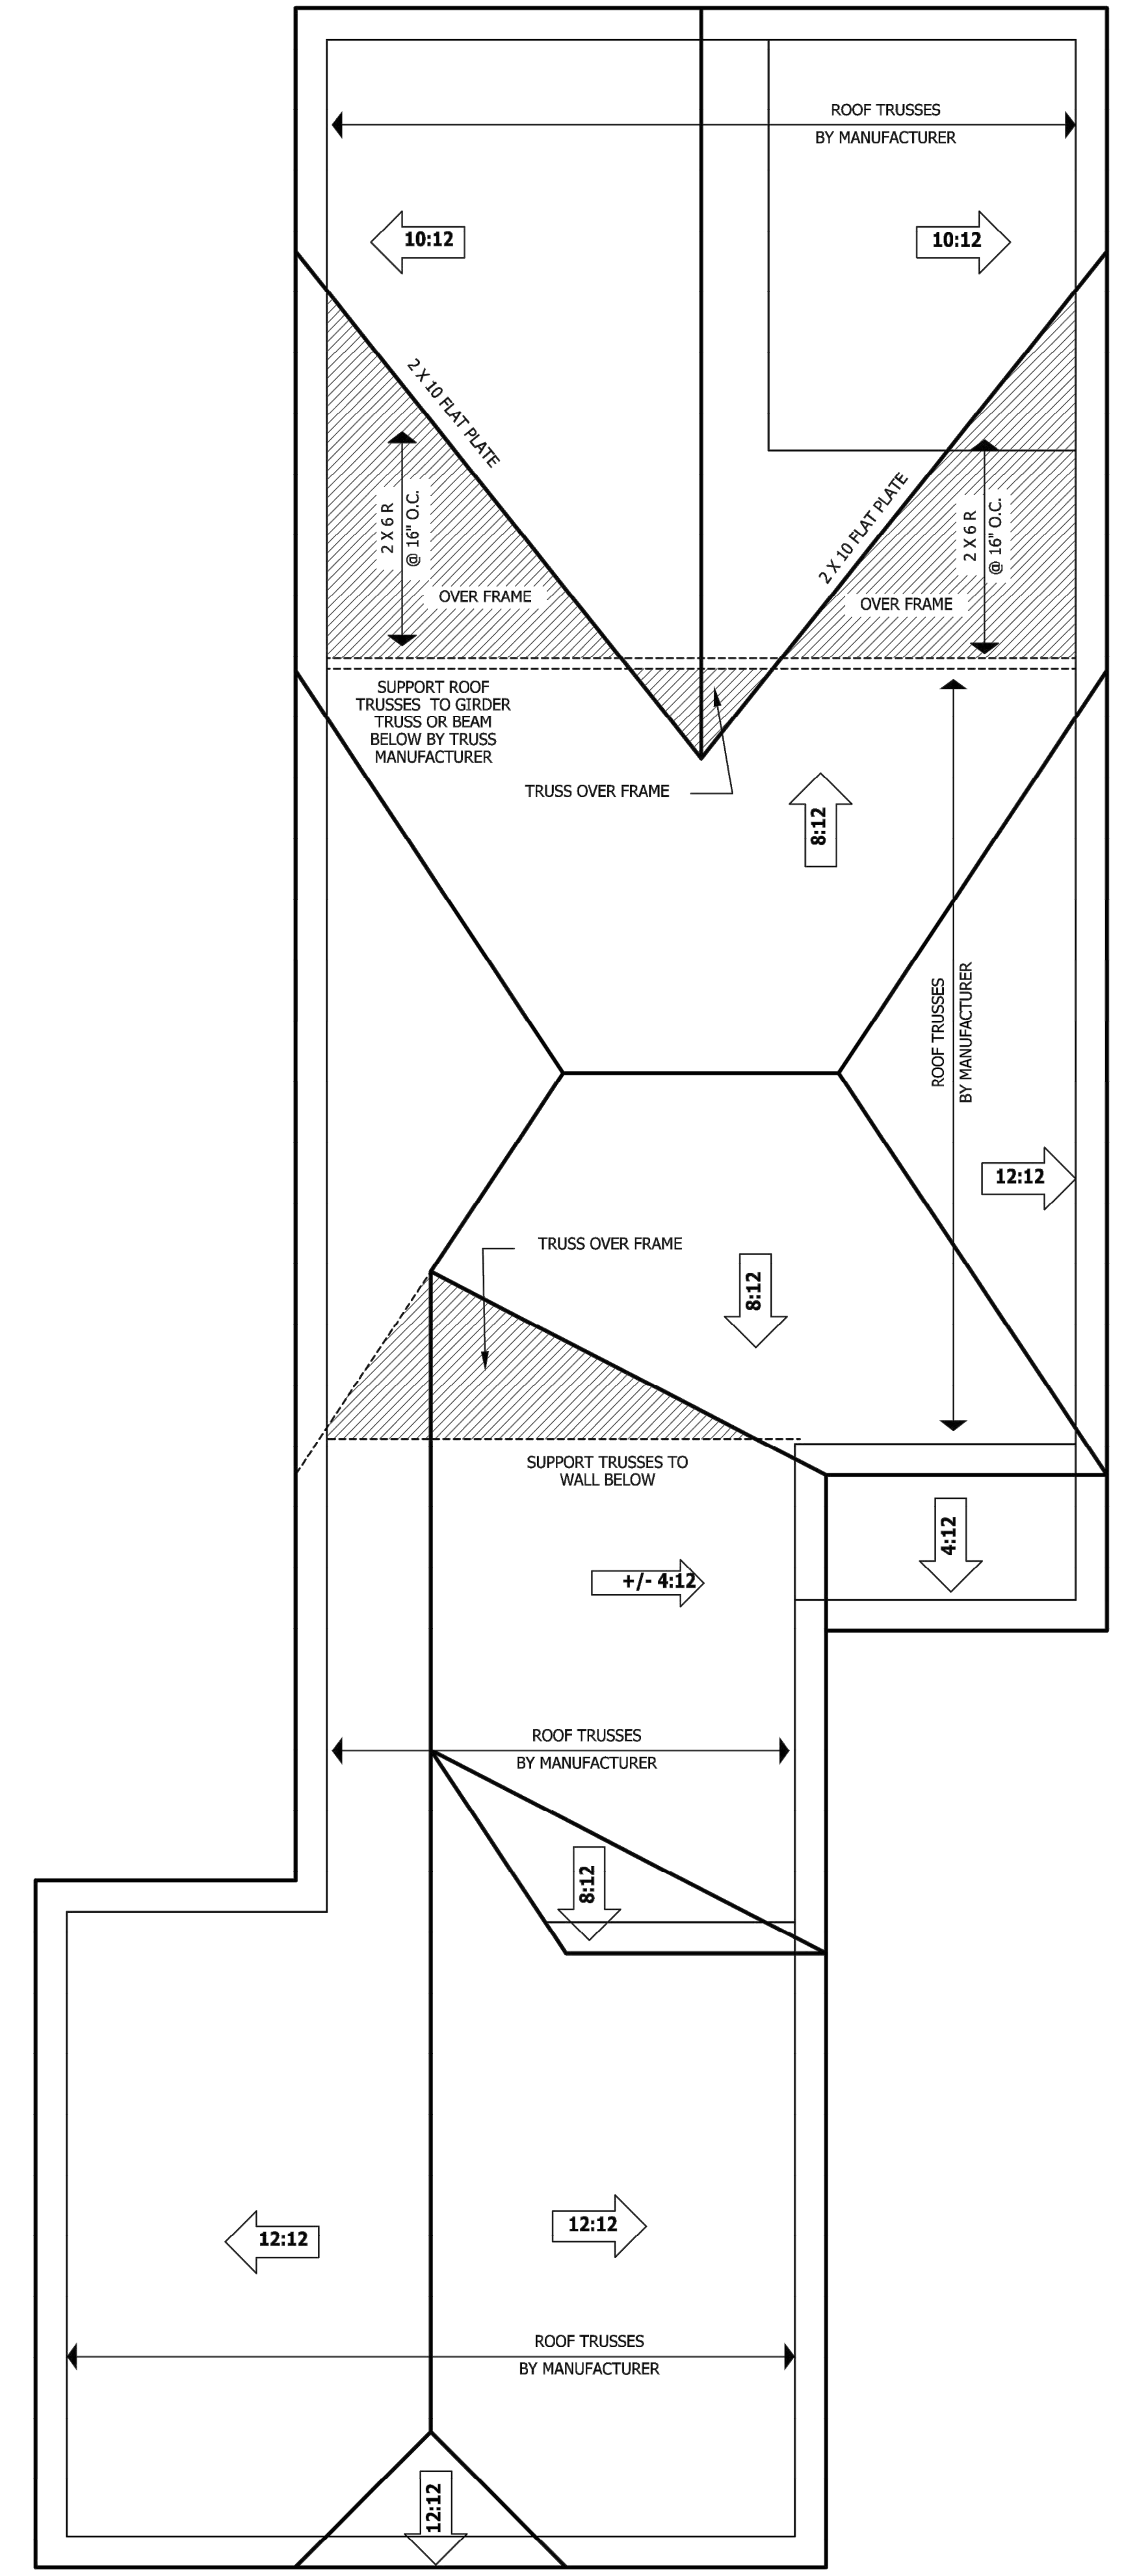 ROOF TRUSSES
BY MANUFACTURER
10:12
10:12
2 X 10 FLAT PLATE
2 X 10 FLAT PLATE
2 X 6 R
@ 16" O.C.
OVER FRAME
2 X 6 R
@ 16" O.C.
OVER FRAME
SUPPORT ROOF
TRUSSES TO GIRDER
TRUSS OR BEAM
BELOW BY TRUSS
MANUFACTURER
TRUSS OVER FRAME
8:12
ROOF TRUSSES
BY MANUFACTURER
12:12
TRUSS OVER FRAME
8:12
SUPPORT TRUSSES TO
WALL BELOW
4:12
+/- 4:12
ROOF TRUSSES
BY MANUFACTURER
8:12
12:12
12:12
ROOF TRUSSES
BY MANUFACTURER
12:12